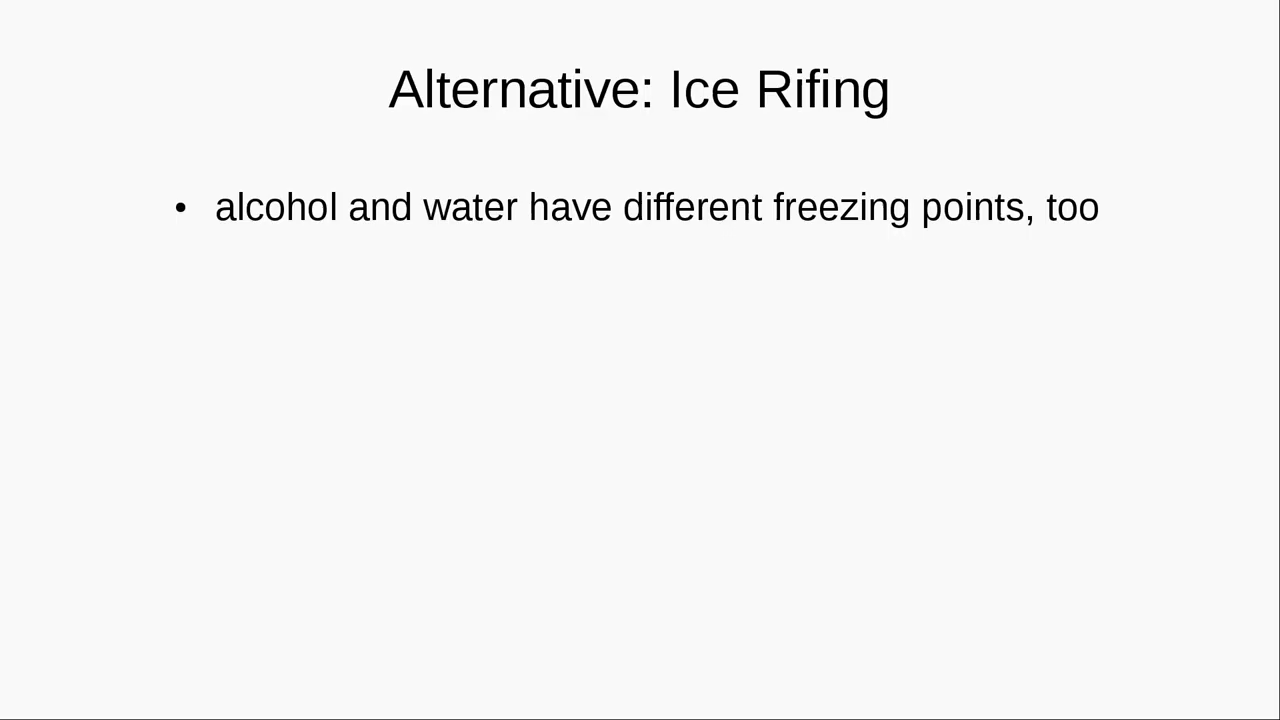 Alternative: Ice Rifing
• alcohol and water have different freezing points, too